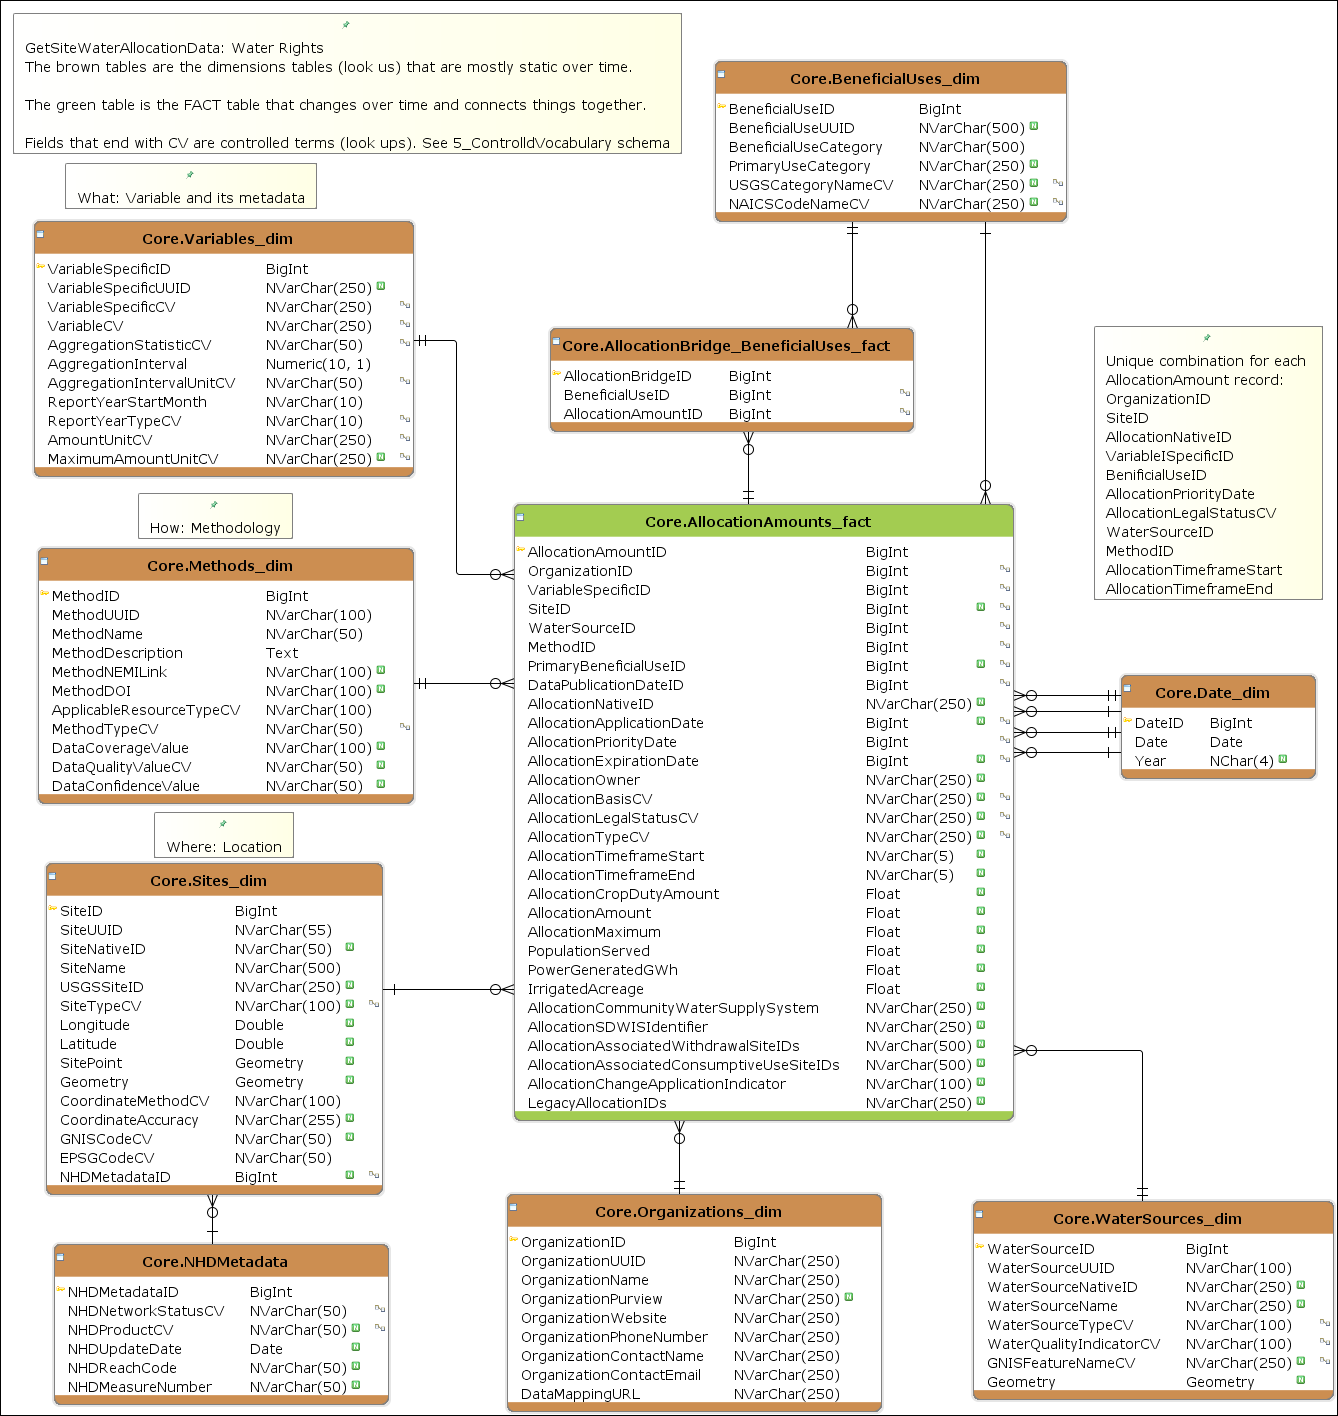 GetSiteWaterAllocationData: Water Rights
The brown tables are the dimensions tables (look us) that are mostly static over time.
The green table is the FACT table that changes over time and connects things together.
Fields that end with CV are controlled terms (look ups). See 5_ControlldVocabulary schema
What: Variable and its metadata
Core.Variables_dim
VariableSpecificID BigInt
VariableSpecificUUID NVarChar(250) N
VariableSpecificCV NVarChar(250)
VariableCV NVarChar(250)
AggregationStatisticCV NVarChar(50)
AggregationInterval Numeric(10, 1)
AggregationIntervalUnitCV NVarChar(50)
ReportYearStartMonth NVarChar(10)
ReportYearTypeCV NVarChar(10)
AmountUnitCV NVarChar(250)
MaximumAmountUnitCV NVarChar(250) N
How: Methodology
Core.Methods_dim
MethodID BigInt
MethodUUID NVarChar(100)
MethodName NVarChar(50)
MethodDescription Text
MethodNEMILink NVarChar(100) N
MethodDOI NVarChar(100) N
ApplicableResourceTypeCV NVarChar(100)
MethodTypeCV NVarChar(50)
DataCoverageValue NVarChar(100) N
DataQualityValueCV NVarChar(50) N
DataConfidenceValue NVarChar(50) N
Where: Location
Core.Sites_dim
SiteID BigInt
SiteUUID NVarChar(55)
SiteNativeID NVarChar(50) N
SiteName NVarChar(500)
USGSSiteID NVarChar(250) N
SiteTypeCV NVarChar(100) N
Longitude Double N
Latitude Double N
SitePoint Geometry N
Geometry Geometry N
CoordinateMethodCV NVarChar(100)
CoordinateAccuracy NVarChar(255) N
GNISCodeCV NVarChar(50) N
EPSGCodeCV NVarChar(50)
NHDMetadataID BigInt N
Core.NHDMetadata
NHDMetadataID BigInt
NHDNetworkStatusCV NVarChar(50)
NHDProductCV NVarChar(50) N
NHDUpdateDate Date N
NHDReachCode NVarChar(50) N
NHDMeasureNumber NVarChar(50) N
Core.BeneficialUses_dim
BeneficialUseID BigInt
BeneficialUseUUID NVarChar(500) N
BeneficialUseCategory NVarChar(500)
PrimaryUseCategory NVarChar(250) N
USGSCategoryNameCV NVarChar(250) N
NAICSCodeNameCV NVarChar(250) N
Core.AllocationBridge_BeneficialUses_fact
AllocationBridgeID BigInt
BeneficialUseID BigInt
AllocationAmountID BigInt
Core.AllocationAmounts_fact
AllocationAmountID BigInt
OrganizationID BigInt
VariableSpecificID BigInt
SiteID BigInt N
WaterSourceID BigInt
MethodID BigInt
PrimaryBeneficialUseID BigInt N
DataPublicationDateID BigInt
AllocationNativeID NVarChar(250) N
AllocationApplicationDate BigInt N
AllocationPriorityDate BigInt
AllocationExpirationDate BigInt N
AllocationOwner NVarChar(250) N
AllocationBasisCV NVarChar(250) N
AllocationLegalStatusCV NVarChar(250) N
AllocationTypeCV NVarChar(250) N
AllocationTimeframeStart NVarChar(5) N
AllocationTimeframeEnd NVarChar(5) N
AllocationCropDutyAmount Float N
AllocationAmount Float N
AllocationMaximum Float N
PopulationServed Float N
PowerGeneratedGWh Float N
IrrigatedAcreage Float N
AllocationCommunityWaterSupplySystem NVarChar(250) N
AllocationSDWISIdentifier NVarChar(250) N
AllocationAssociatedWithdrawalSiteIDs NVarChar(500) N
AllocationAssociatedConsumptiveUseSiteIDs NVarChar(500) N
AllocationChangeApplicationIndicator NVarChar(100) N
LegacyAllocationIDs NVarChar(250) N
Core.Organizations_dim
OrganizationID BigInt
OrganizationUUID NVarChar(250)
OrganizationName NVarChar(250)
OrganizationPurview NVarChar(250) N
OrganizationWebsite NVarChar(250)
OrganizationPhoneNumber NVarChar(250)
OrganizationContactName NVarChar(250)
OrganizationContactEmail NVarChar(250)
DataMappingURL NVarChar(250)
Unique combination for each
AllocationAmount record:
OrganizationID
SiteID
AllocationNativeID
VariableISpecificID
BenificialUseID
AllocationPriorityDate
AllocationLegalStatusCV
WaterSourceID
MethodID
AllocationTimeframeStart
AllocationTimeframeEnd
Core.Date_dim
DateID BigInt
Date Date
Year NChar(4) N
Core.WaterSources_dim
WaterSourceID BigInt
WaterSourceUUID NVarChar(100)
WaterSourceNativeID NVarChar(250) N
WaterSourceName NVarChar(250) N
WaterSourceTypeCV NVarChar(100)
WaterQualityIndicatorCV NVarChar(100)
GNISFeatureNameCV NVarChar(250) N
Geometry Geometry N